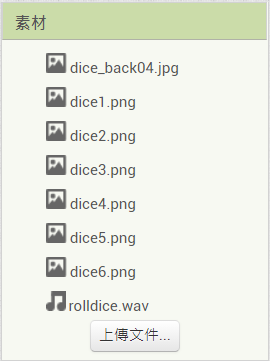 素材
dice_back04.jpg
dice1.png
dice2.png
dice3.png
dice4.png
dice5.png
dice6.png
rolldice.wav
上傳文件...